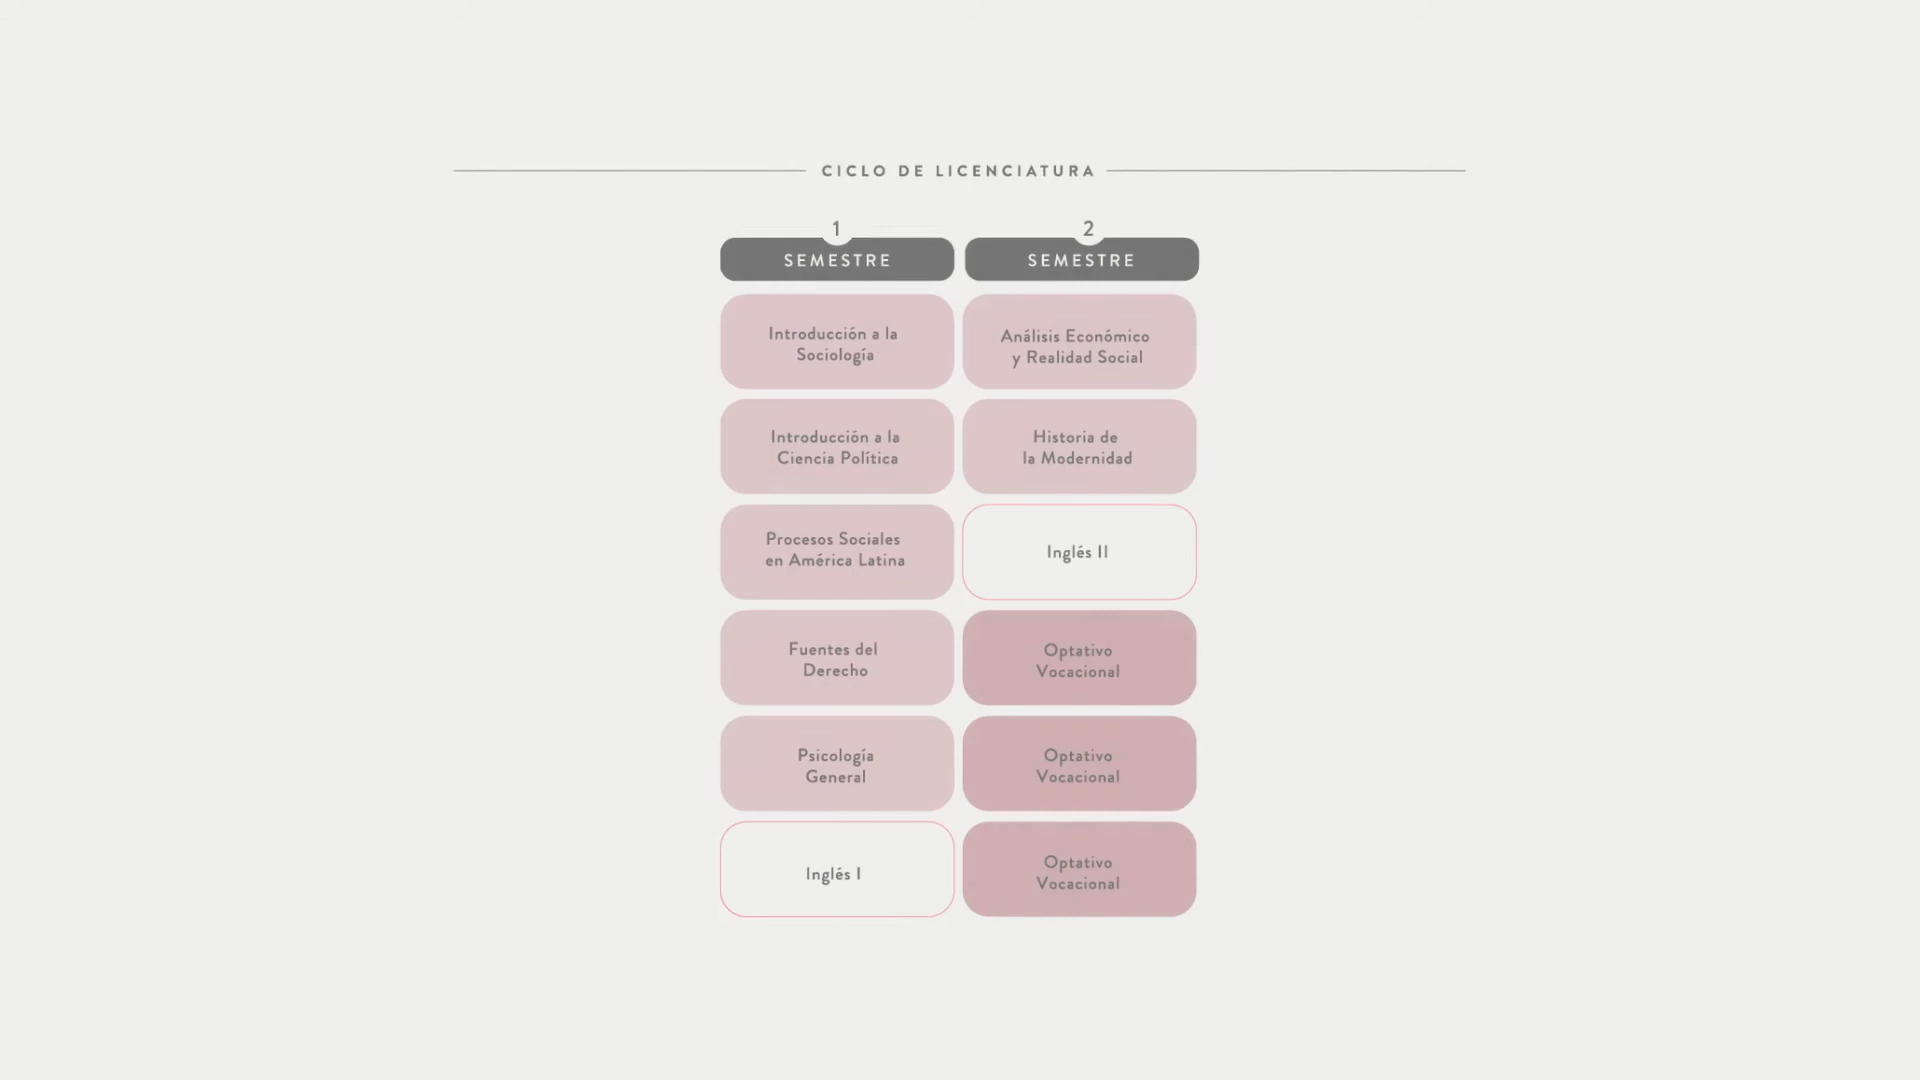 CICLO DE LICENCIATURA
1
SEMESTRE
Introducción a la
Sociología
Introducción a la
Ciencia Política
Procesos Sociales
en América Latina
Fuentes del
Derecho
Psicología
General
Inglés I
2
SEMESTRE
Análisis Económico
y Realidad Social
Historia de
la Modernidad
Inglés II
Optativo
Vocacional
Optativo
Vocacional
Optativo
Vocacional